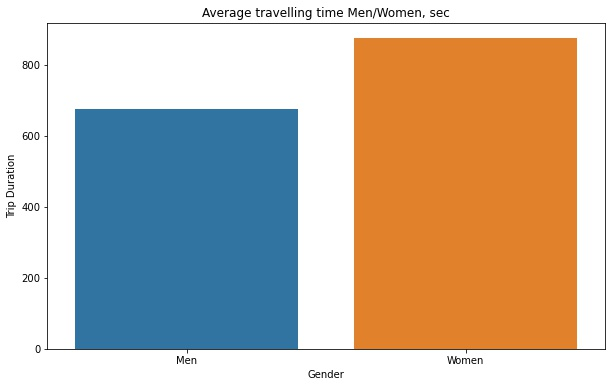 Average travelling time Men/Women, sec
Trip Duration
800
600
400
200
0
Men Women
Gender